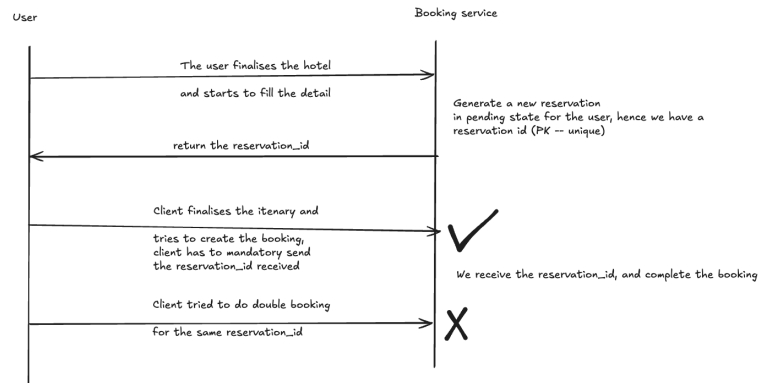 User
Booking service
The user finalises the hotel
and starts to fill the detail
Generate a new reservation
in pending state for the user, hence we have a
reservation id (PK -- unique)
return the reservation_id
Client finalises the itenary and
tries to create the booking,
client has to mandatory send
the reservation_id received
We receive the reservation_id, and complete the booking
Client tried to do double booking
for the same reservation_id